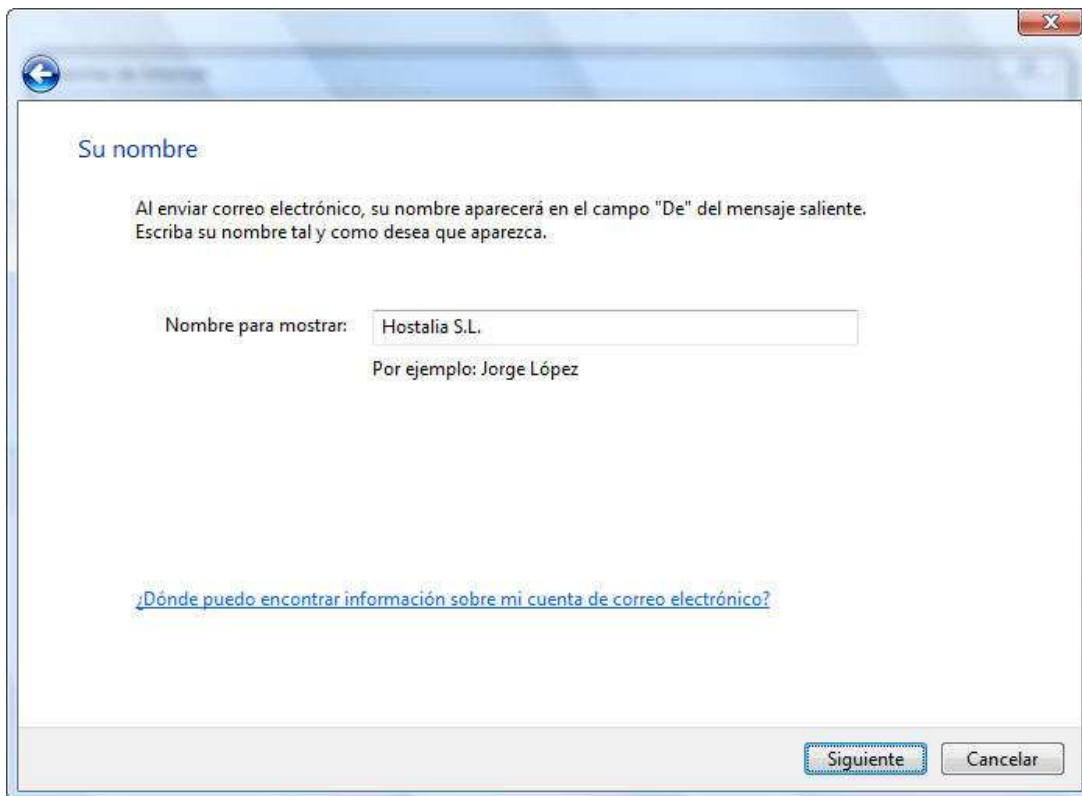 Su nombre
Al enviar correo electrónico, su nombre aparecerá en el campo "De" del mensaje saliente.
Escriba su nombre tal y como desea que aparezca.
Nombre para mostrar: Hostalia S.L.
Por ejemplo: Jorge López
¿Dónde puedo encontrar información sobre mi cuenta de correo electrónico?
Siguiente Cancelar